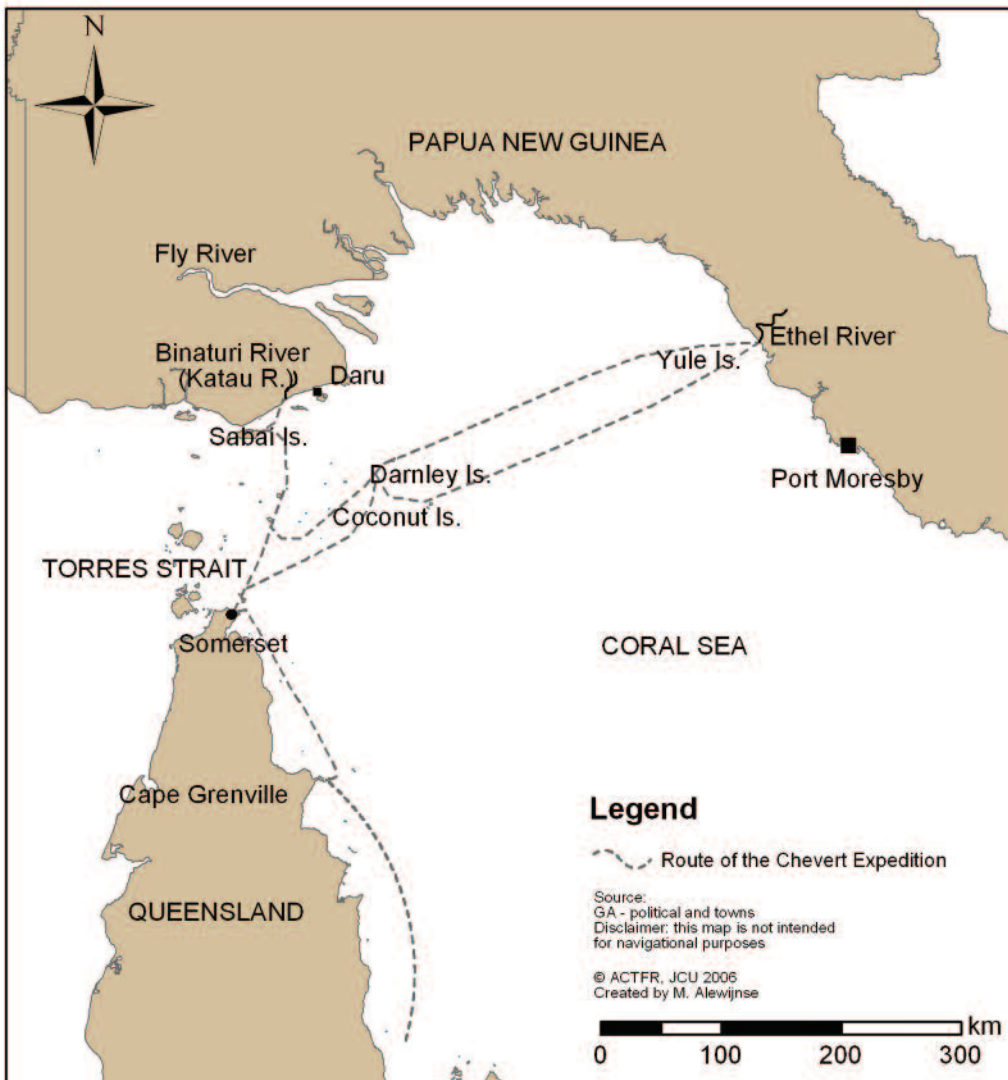 N
PAPUA NEW GUINEA
Fly River
Ethel River
Binaturi River
(Katau R.)
Daru
Yule Is.
Sabai Is.
Darnley Is.
Port Moresby
Coconut Is.
TORRES STRAIT
Somerset
CORAL SEA
Cape Grenville
Legend
Route of the Chevert Expedition
QUEENSLAND
Source:
GA - political and towns
Disclaimer: this map is not intended
for navigational purposes
© ACTFR, JCU 2006
Created by M. Alewijnse
km
0 100 200 300